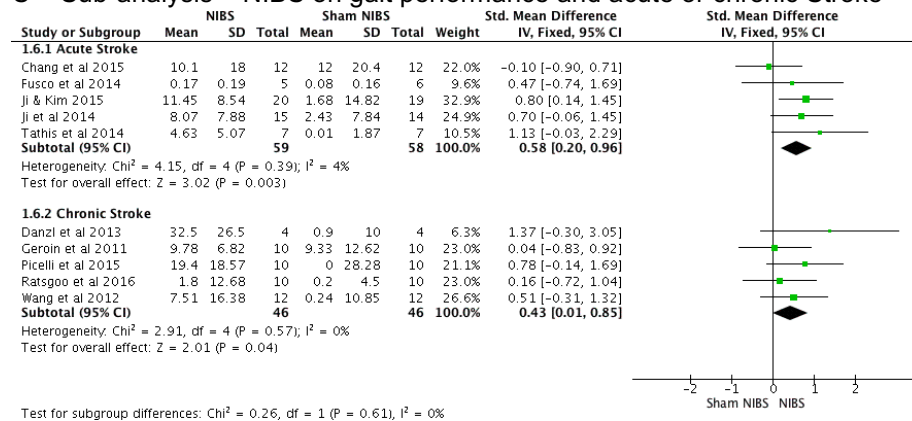 C – Sub-analysis – NIBS on gait performance and acute or chronic Stroke
NIBS Sham NIBS Std. Mean Difference Std. Mean Difference
Study or Subgroup Mean SD Total Mean SD Total Weight IV, Fixed, 95% CI IV, Fixed, 95% CI
1.6.1 Acute Stroke
Chang et al 2015 10.1 18 12 12 20.4 12 22.0% -0.10 [-0.90, 0.71]
Fusco et al 2014 0.17 0.19 5 0.08 0.16 6 9.6% 0.47 [-0.74, 1.69]
Ji & Kim 2015 11.45 8.54 20 1.68 14.82 19 32.9% 0.80 [0.14, 1.45]
Ji et al 2014 8.07 7.88 15 2.43 7.84 14 24.9% 0.70 [-0.06, 1.45]
Tathis et al 2014 4.63 5.07 7 0.01 1.87 7 10.5% 1.13 [-0.03, 2.29]
Subtotal (95% CI) 59 58 100.0% 0.58 [0.20, 0.96]
Heterogeneity: Chi² = 4.15, df = 4 (P = 0.39); I² = 4%
Test for overall effect: Z = 3.02 (P = 0.003)
1.6.2 Chronic Stroke
Danzl et al 2013 32.5 26.5 4 0.9 10 4 6.3% 1.37 [-0.30, 3.05]
Geroin et al 2011 9.78 6.82 10 9.33 12.62 10 23.0% 0.04 [-0.83, 0.92]
Picelli et al 2015 19.4 18.57 10 0 28.28 10 21.1% 0.78 [-0.14, 1.69]
Ratsgoo et al 2016 1.8 12.68 10 0.2 4.5 10 23.0% 0.16 [-0.72, 1.04]
Wang et al 2012 7.51 16.38 12 0.24 10.85 12 26.6% 0.51 [-0.31, 1.32]
Subtotal (95% CI) 46 46 100.0% 0.43 [0.01, 0.85]
Heterogeneity: Chi² = 2.91, df = 4 (P = 0.57); I² = 0%
Test for overall effect: Z = 2.01 (P = 0.04)
-2 -1 0 1 2
Sham NIBS NIBS
Test for subgroup differences: Chi² = 0.26, df = 1 (P = 0.61), I² = 0%